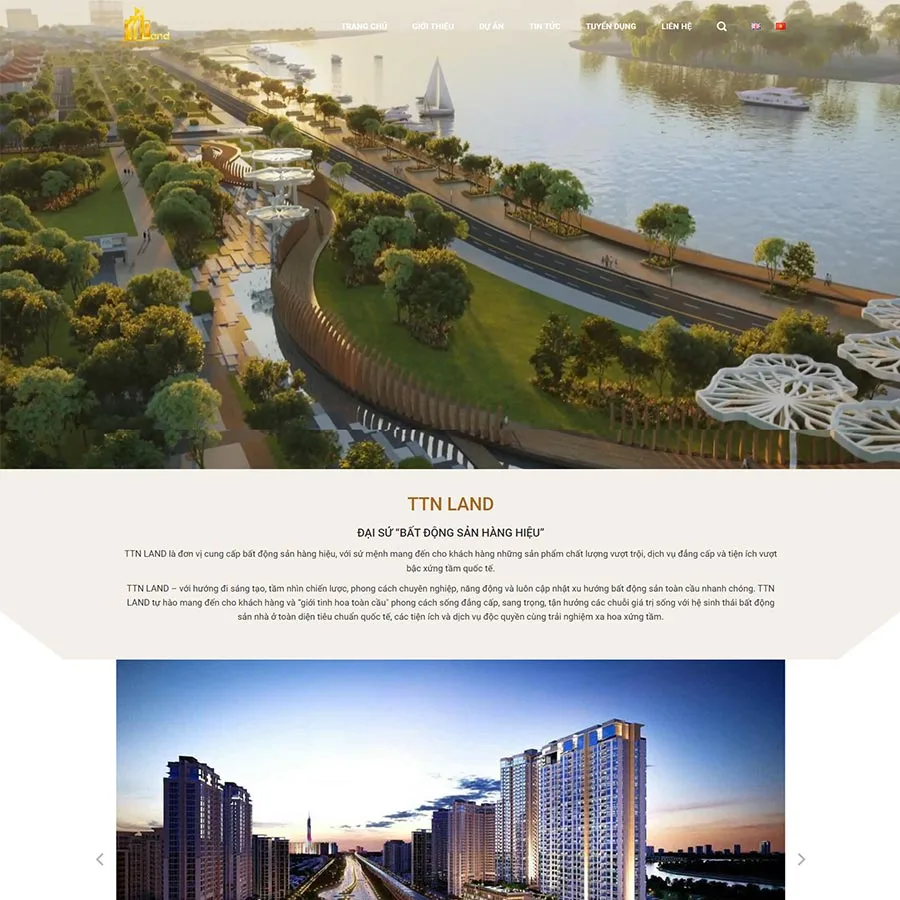 Land
TRANG CHỦ GIỚI THIỆU DỰ ÁN TIN TỨC TUYỂN DỤNG LIÊN HỆ
TTN LAND
ĐẠI SỨ “BẤT ĐỘNG SẢN HÀNG HIỆU”
TTN LAND là đơn vị cung cấp bất động sản hàng hiệu, với sứ mệnh mang đến cho khách hàng những sản phẩm chất lượng vượt trội, dịch vụ đẳng cấp và tiện ích vượt
bậc xứng tầm quốc tế.
TTN LAND – với hướng đi sáng tạo, tầm nhìn chiến lược, phong cách chuyên nghiệp, năng động và luôn cập nhật xu hướng bất động sản toàn cầu nhanh chóng. TTN
LAND tự hào mang đến cho khách hàng và “giới tinh hoa toàn cầu” phong cách sống đẳng cấp, sang trọng, tận hưởng các chuỗi giá trị sống với hệ sinh thái bất động
sản nhà ở toàn diện tiêu chuẩn quốc tế, các tiện ích và dịch vụ độc quyền cùng trải nghiệm xa hoa xứng tầm.